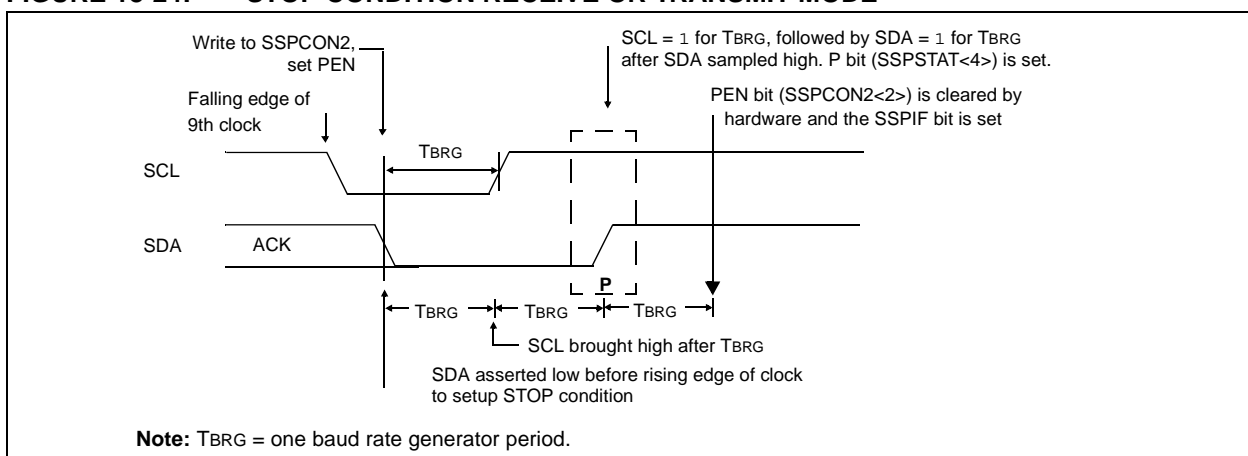 Write to SSPCON2,
set PEN
SCL = 1 for TBRG, followed by SDA = 1 for TBRG
after SDA sampled high. P bit (SSPSTAT<4>) is set.
Falling edge of
9th clock
PEN bit (SSPCON2<2>) is cleared by
hardware and the SSPIF bit is set
TBRG
SCL
SDA
ACK
P
TBRG
TBRG
TBRG
SCL brought high after TBRG
SDA asserted low before rising edge of clock
to setup STOP condition
Note: TBRG = one baud rate generator period.